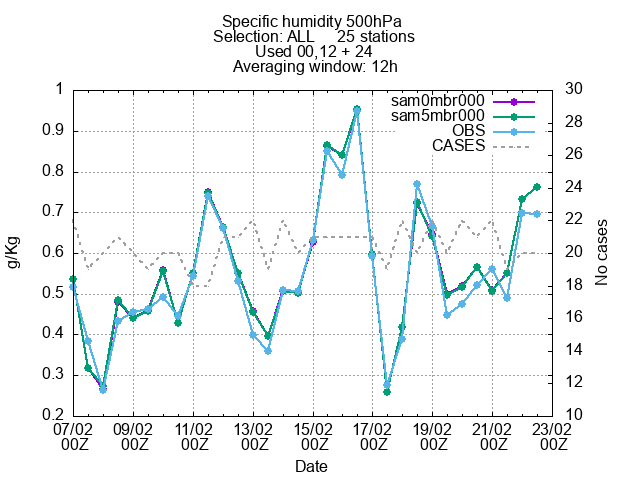 Specific humidity 500hPa
Selection: ALL 25 stations
Used 00,12 + 24
Averaging window: 12h
1
0.9
0.8
0.7
0.6
0.5
0.4
0.3
0.2
g/Kg
30
28
26
24
22
20
18
16
14
12
10
No cases
sam0mbr000
sam5mbr000
OBS
CASES
07/02 09/02 11/02 13/02 15/02 17/02 19/02 21/02 23/02
00Z 00Z 00Z 00Z 00Z 00Z 00Z 00Z 00Z
Date